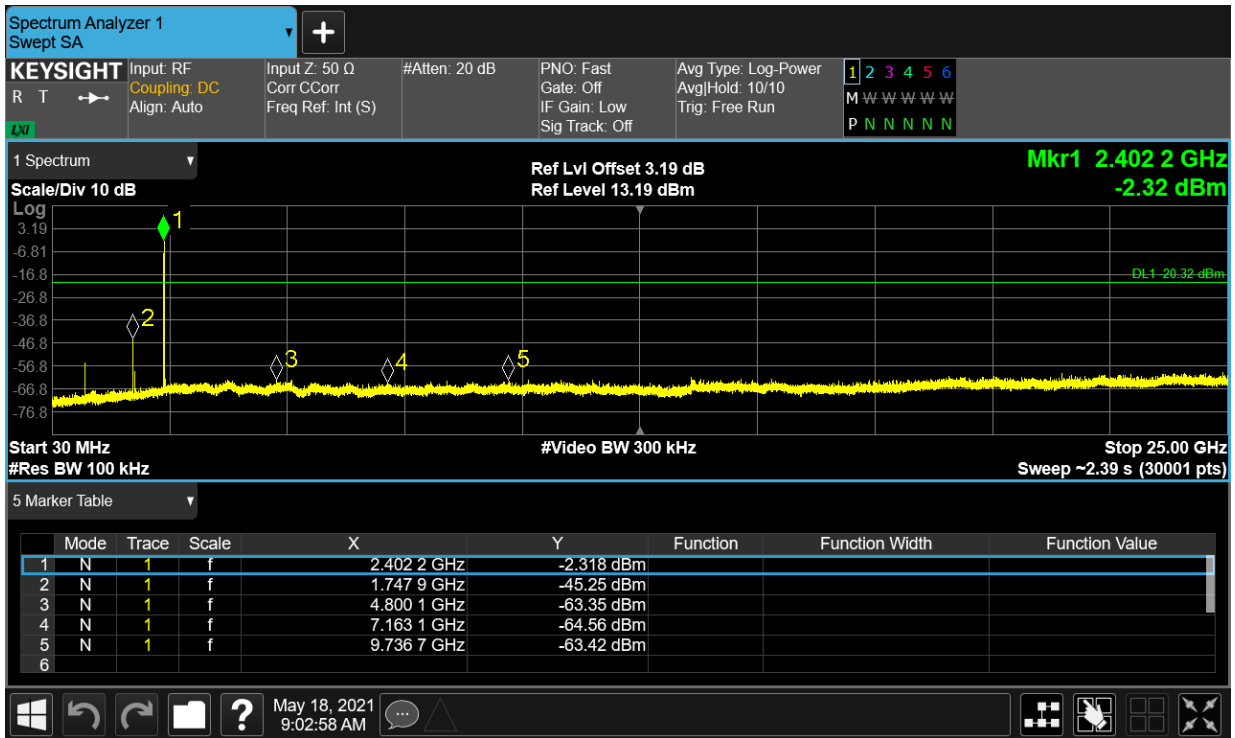 Spectrum Analyzer 1
Swept SA
KEYSIGHT
R T
LXI
Input: RF
Coupling: DC
Align: Auto
Input Z: 50 Ω
Corr CCorr
Freq Ref: Int (S)
#Atten: 20 dB
PNO: Fast
Gate: Off
IF Gain: Low
Sig Track: Off
Avg Type: Log-Power
Avg|Hold: 10/10
Trig: Free Run
1 2 3 4 5 6
M W W W W W
P N N N N N
1 Spectrum
Scale/Div 10 dB
Ref Lvl Offset 3.19 dB
Ref Level 13.19 dBm
Mkr1 2.402 2 GHz
-2.32 dBm
Log
3.19
-6.81
-16.8
-26.8
-36.8
-46.8
-56.8
-66.8
-76.8
1
2
3
4
5
DL1 -20.32 dBm
Start 30 MHz
#Res BW 100 kHz
#Video BW 300 kHz
Stop 25.00 GHz
Sweep ~2.39 s (30001 pts)
5 Marker Table
Mode Trace Scale X Y Function Function Width Function Value
1 N 1 f 2.402 2 GHz -2.318 dBm
2 N 1 f 1.747 9 GHz -45.25 dBm
3 N 1 f 4.800 1 GHz -63.35 dBm
4 N 1 f 7.163 1 GHz -64.56 dBm
5 N 1 f 9.736 7 GHz -63.42 dBm
6
?
May 18, 2021
9:02:58 AM